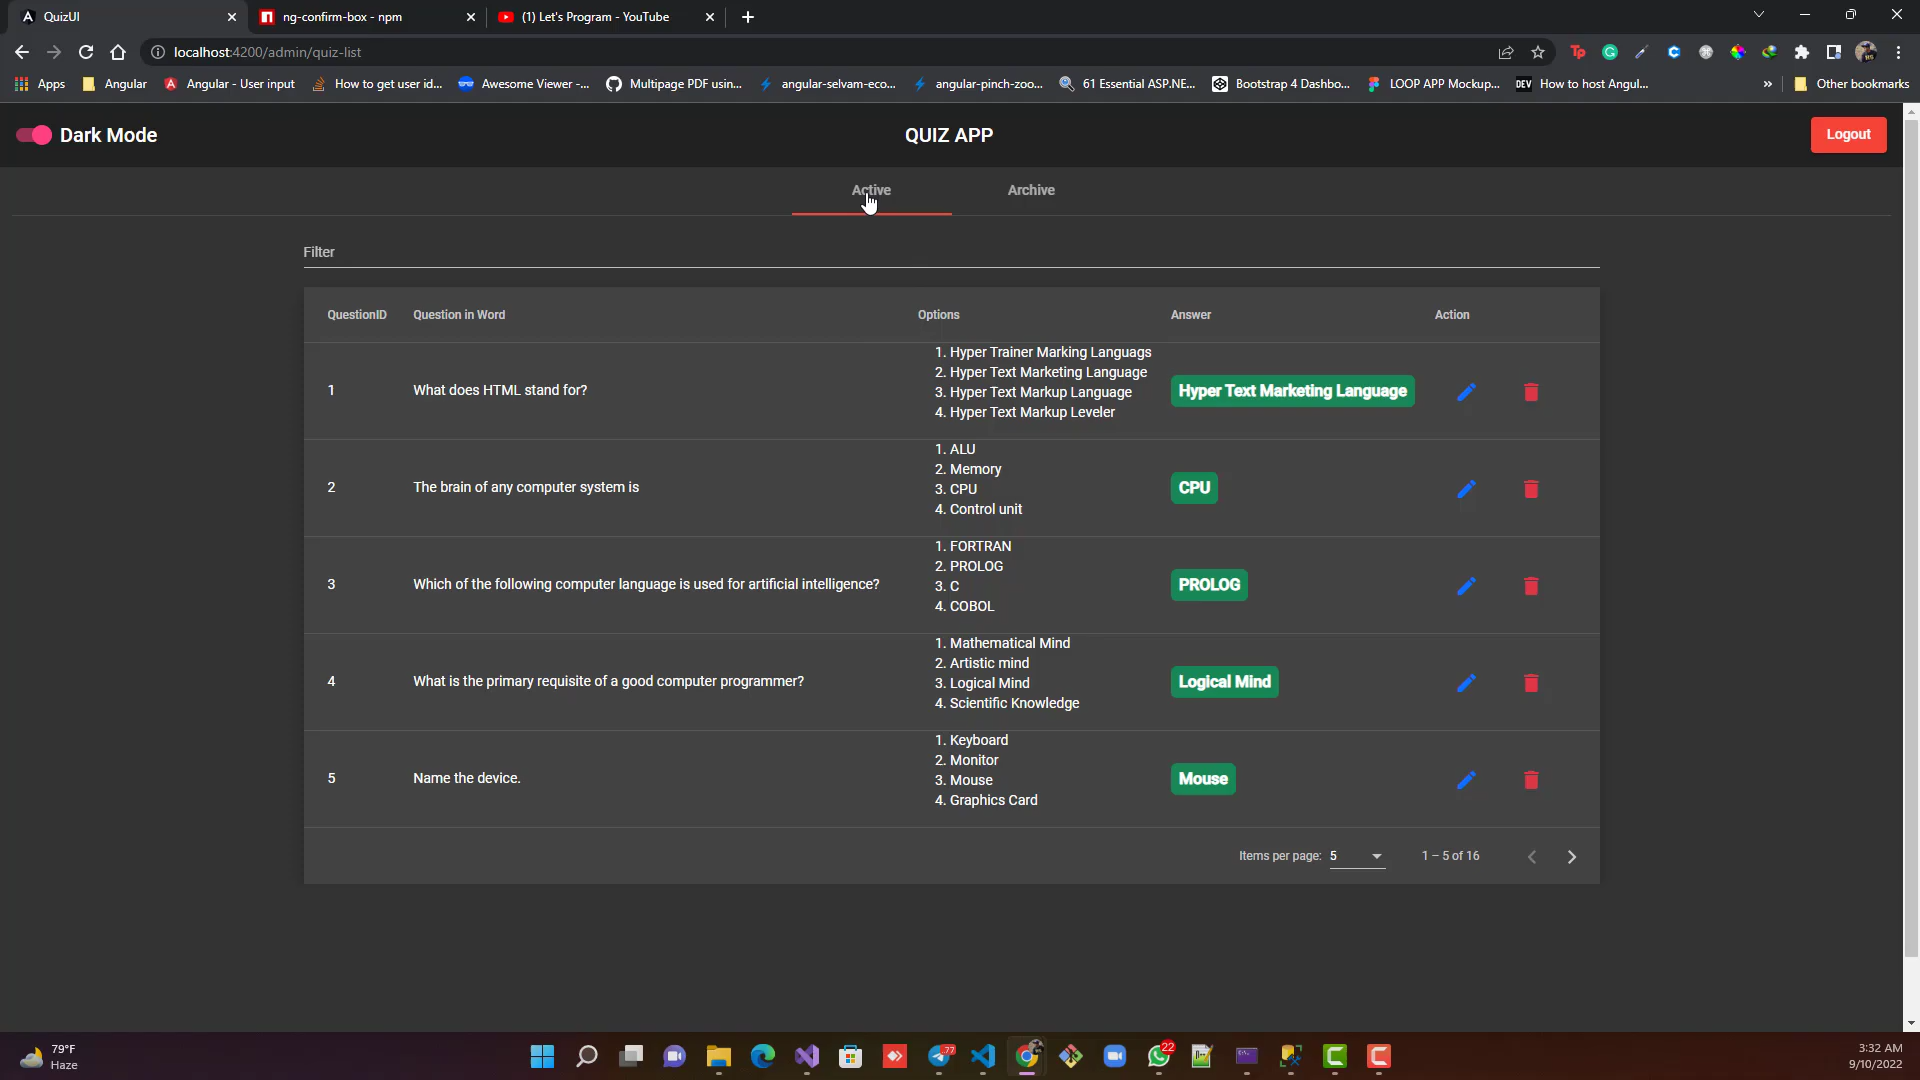 QuizUI
ng-confirm-box - npm
(1) Let's Program - YouTube
localhost:4200/admin/quiz-list
Apps
Angular
Angular - User input
How to get user id...
Awesome Viewer -...
Multipage PDF usin...
angular-selvam-eco...
angular-pinch-zoo...
61 Essential ASP.NE...
Bootstrap 4 Dashbo...
LOOP APP Mockup...
DEV How to host Angul...
»
Other bookmarks
Dark Mode
QUIZ APP
Logout
Active
Archive
Filter
QuestionID
Question in Word
Options
Answer
Action
1
What does HTML stand for?
1. Hyper Trainer Marking Languags
2. Hyper Text Marketing Language
3. Hyper Text Markup Language
4. Hyper Text Markup Leveler
Hyper Text Marketing Language
2
The brain of any computer system is
1. ALU
2. Memory
3. CPU
4. Control unit
CPU
3
Which of the following computer language is used for artificial intelligence?
1. FORTRAN
2. PROLOG
3. C
4. COBOL
PROLOG
4
What is the primary requisite of a good computer programmer?
1. Mathematical Mind
2. Artistic mind
3. Logical Mind
4. Scientific Knowledge
Logical Mind
5
Name the device.
1. Keyboard
2. Monitor
3. Mouse
4. Graphics Card
Mouse
Items per page:
5
1 – 5 of 16
79°F
Haze
77
22
3:32 AM
9/10/2022